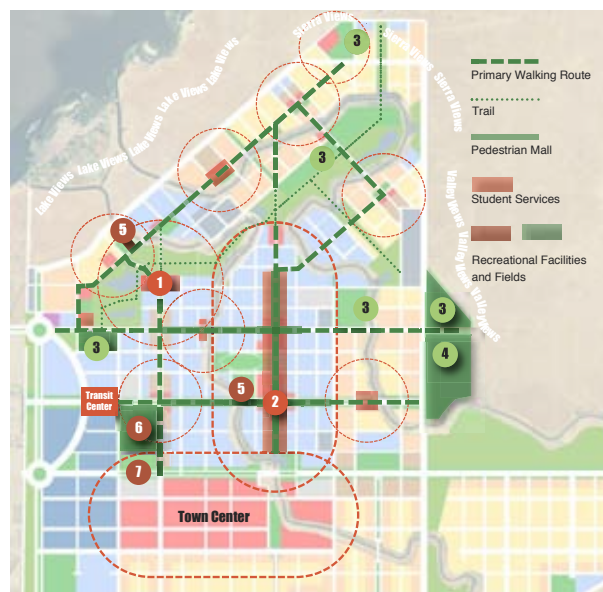 Sierra Views
Sierra Views
Sierra Views
Lake Views
Lake Views
Lake Views
Lake Views
Lake Views
Valley Views
Valley Views
Valley Views
3
3
3
3
3
4
5
1
5
2
6
7
Transit
Center
Town Center
Primary Walking Route
Trail
Pedestrian Mall
Student Services
Recreational Facilities
and Fields